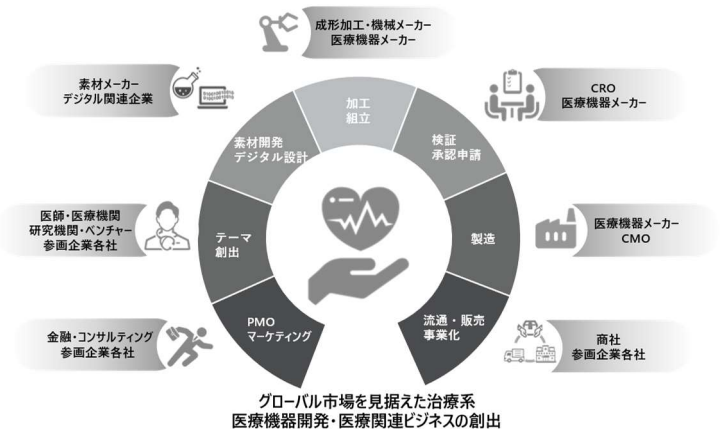 成形加工・機械メーカー
医療機器メーカー
素材メーカー
デジタル関連企業
CRO
医療機器メーカー
加工
組立
素材開発
デジタル設計
検証
承認申請
医師・医療機関
研究機関・ベンチャー
参画企業各社
テーマ
創出
製造
医療機器メーカー
CMO
金融・コンサルティング
参画企業各社
PMO
マーケティング
流通・販売
事業化
商社
参画企業各社
グローバル市場を見据えた治療系
医療機器開発・医療関連ビジネスの創出